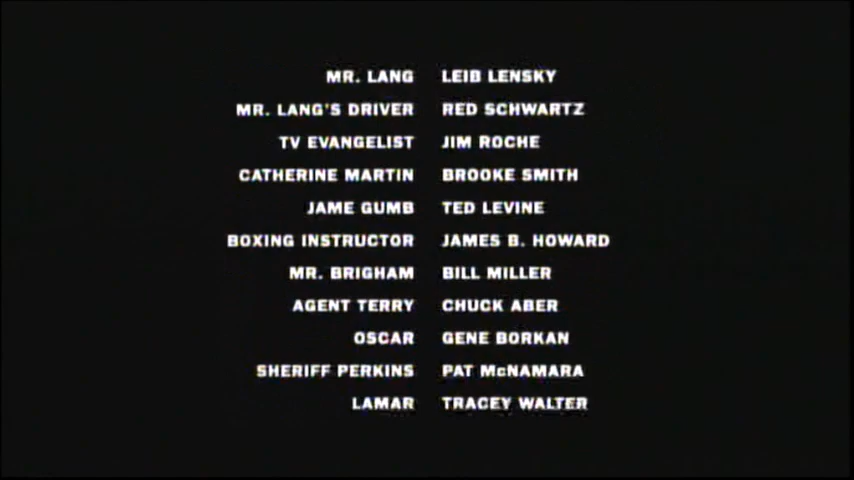 MR. LANG LEIB LENSKY
MR. LANG'S DRIVER RED SCHWARTZ
TV EVANGELIST JIM ROCHE
CATHERINE MARTIN BROOKE SMITH
JAME GUMB TED LEVINE
BOXING INSTRUCTOR JAMES B. HOWARD
MR. BRIGHAM BILL MILLER
AGENT TERRY CHUCK ABER
OSCAR GENE BORKAN
SHERIFF PERKINS PAT McNAMARA
LAMAR TRACEY WALTER